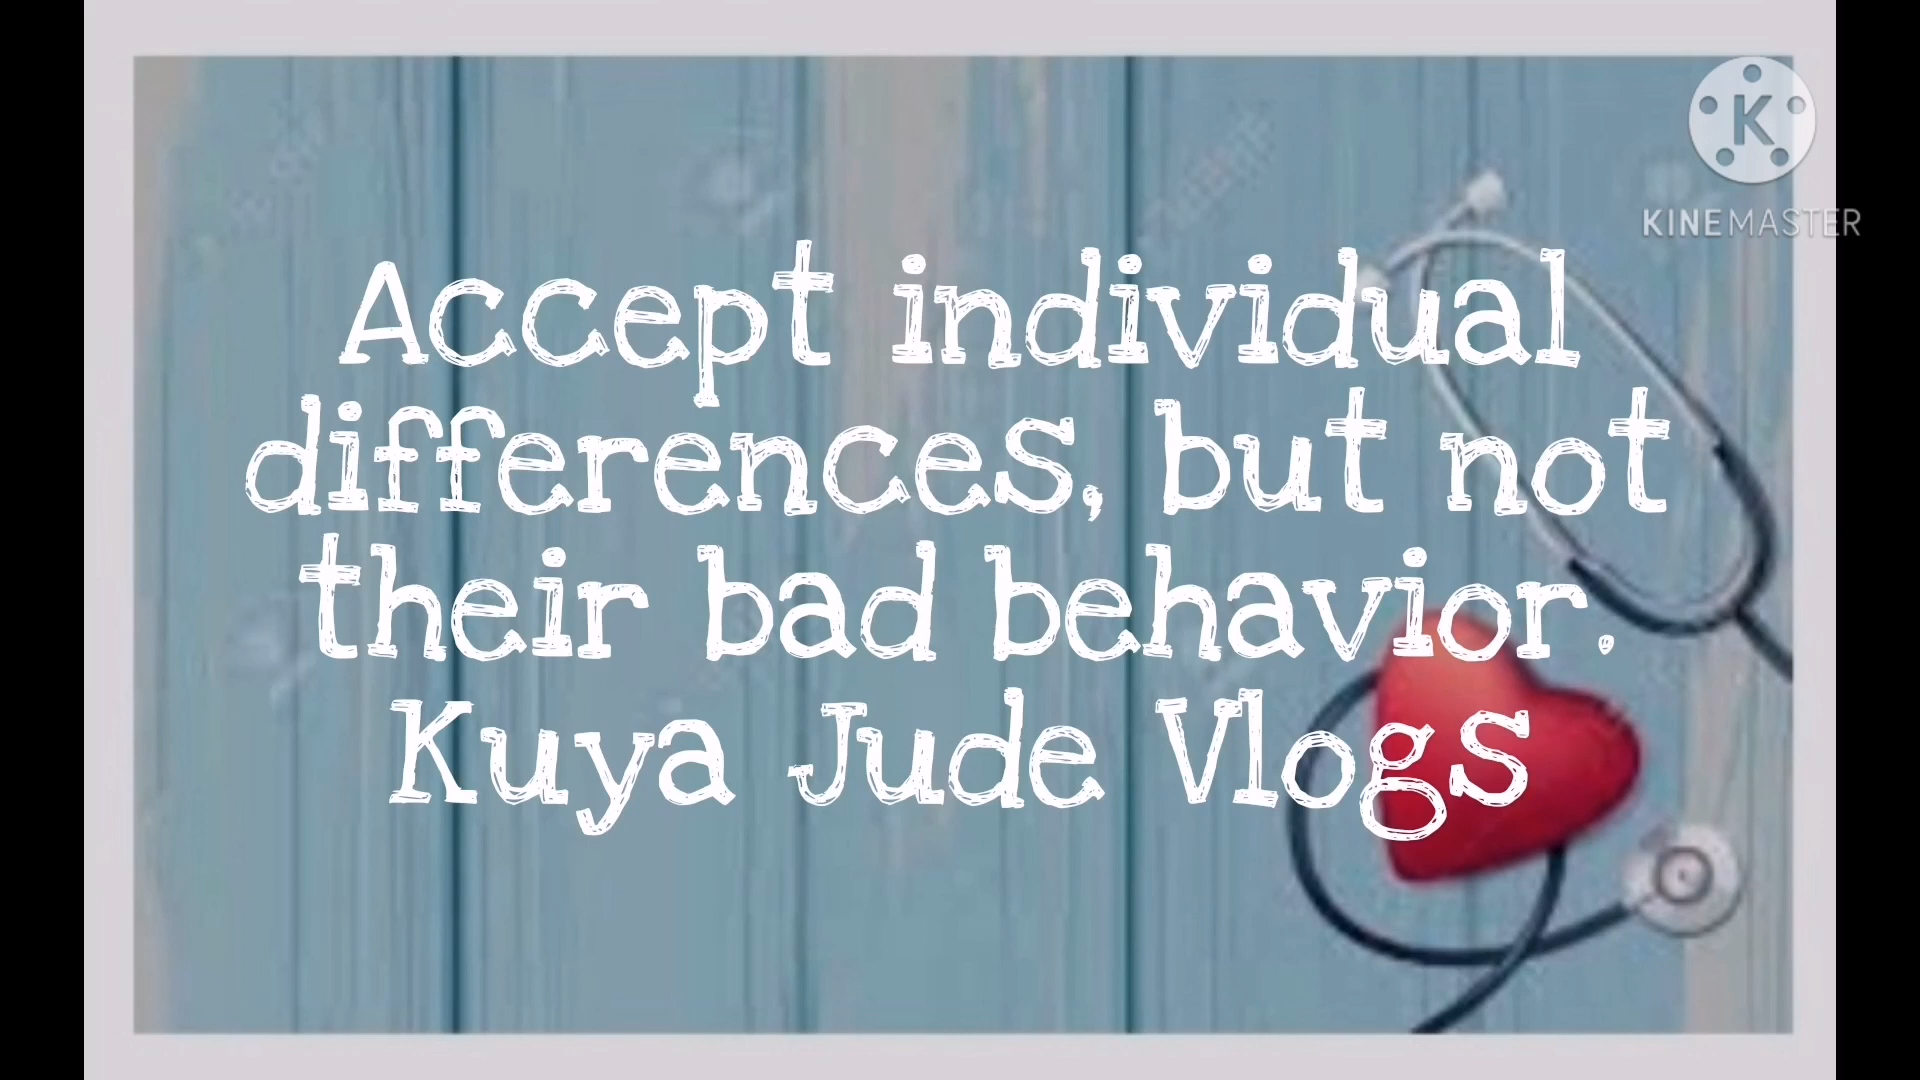 K
KINEMASTER
Accept individual
differences, but not
their bad behavior.
Kuya Jude Vlogs